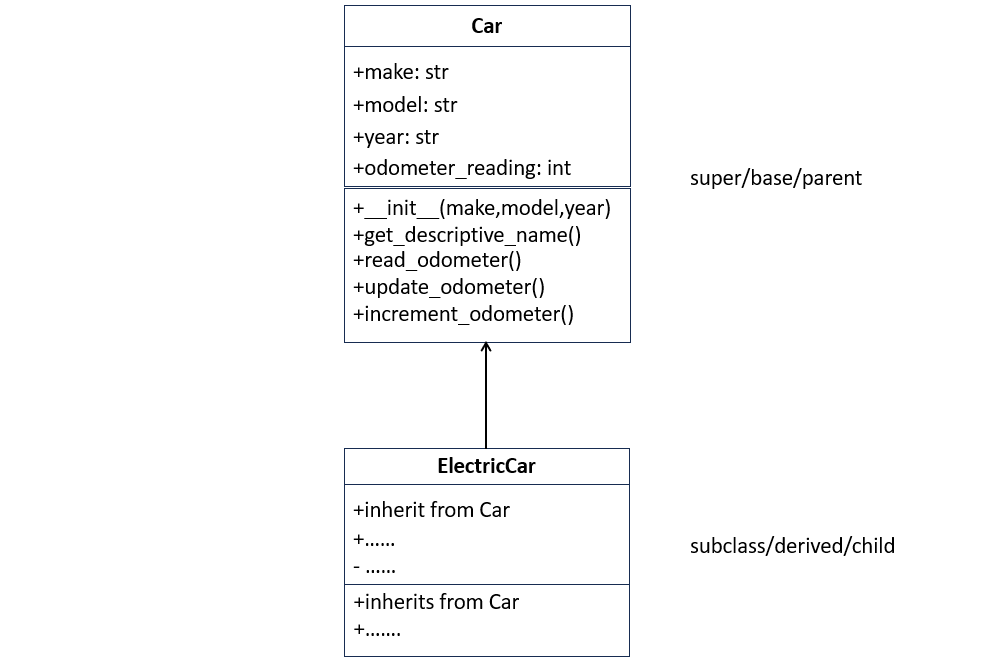 Car
+make: str
+model: str
+year: str
+odometer_reading: int
super/base/parent
+__init__(make,model,year)
+get_descriptive_name()
+read_odometer()
+update_odometer()
+increment_odometer()
ElectricCar
+inherit from Car
+......
- ......
subclass/derived/child
+inherits from Car
+.......